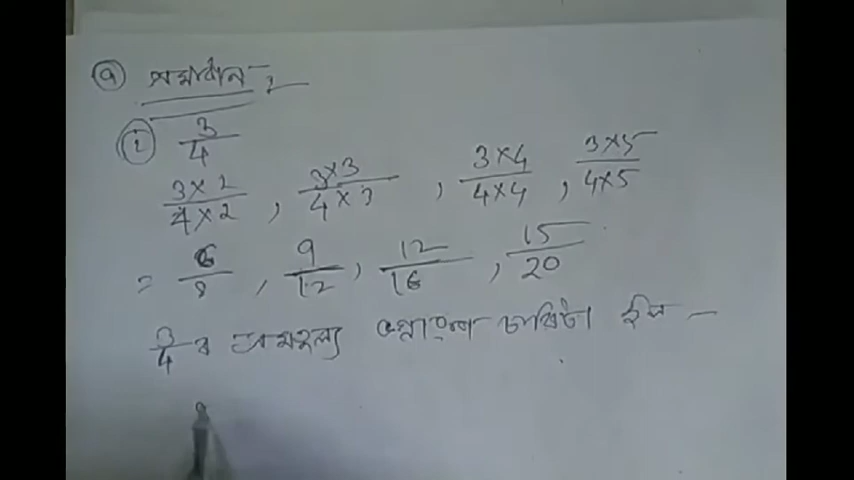 (a) সমাধান :-
(i) 3/4
3×2/4×2 , 3×3/4×3 , 3×4/4×4 , 3×5/4×5
= 6/8 , 9/12 , 12/16 , 15/20
3/4 ৰ সমমূল্য ভগ্নাংশ চাৰিটা হ'ল –